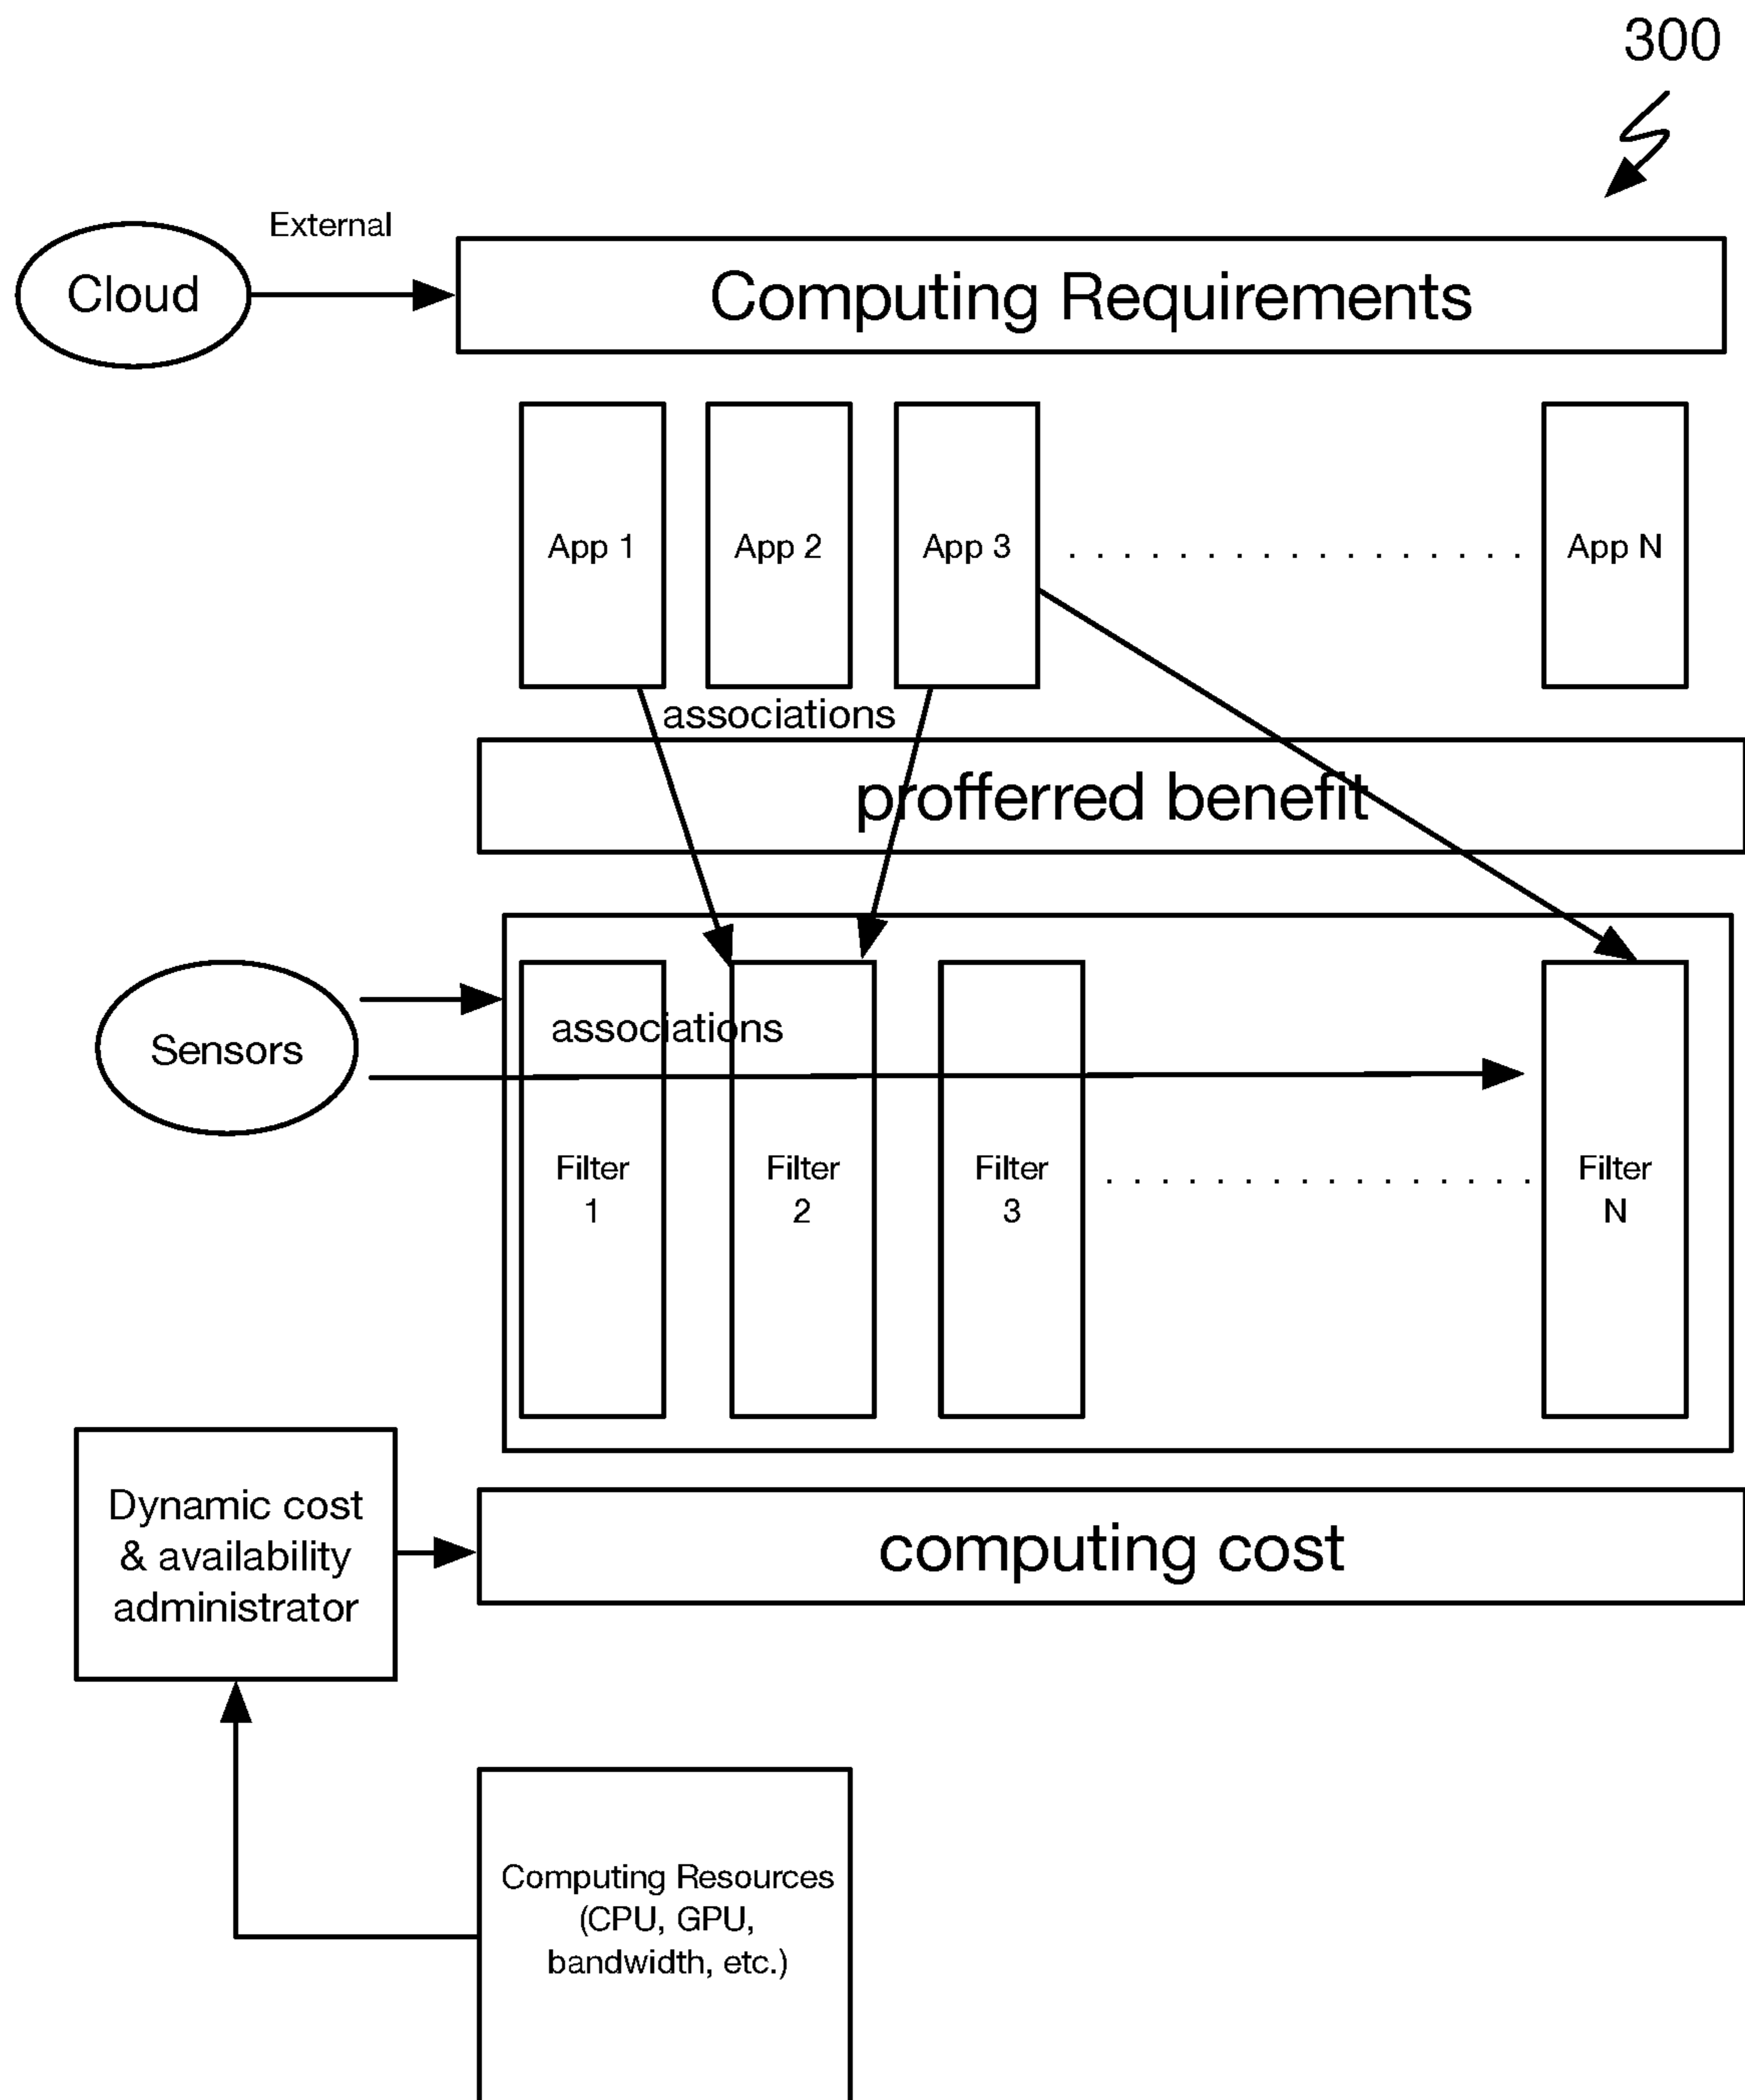 300
External
Cloud
Computing Requirements
App 1
App 2
App 3
. . . . . . . . . . . . . . . . .
App N
associations
profferred benefit
associations
Sensors
Filter
1
Filter
2
Filter
3
. . . . . . . . . . . . . . . .
Filter
N
Dynamic cost
& availability
administrator
computing cost
Computing Resources
(CPU, GPU,
bandwidth, etc.)